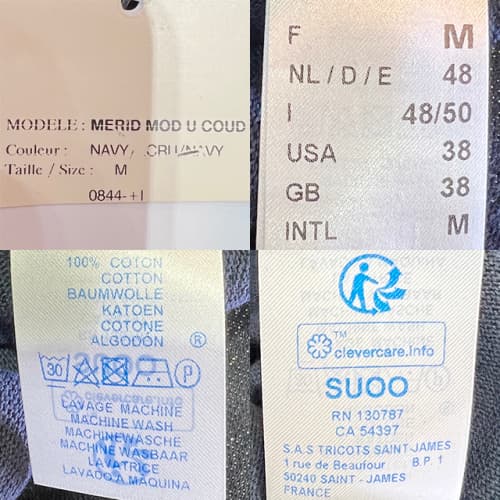 MODELE : MERID MOD U COUD
Couleur : NAVY, CRU/NAVY
Taille / Size : M
0844-+I
F M
NL / D / E 48
I 48/50
USA 38
GB 38
INTL M
100% COTON
COTTON
BAUMWOLLE
KATOEN
COTONE
ALGODÓN ®
30 P
LAVAGE MACHINE
MACHINE WASH
MACHINEWASCHE
MACHINE WASBAAR
LAVATRICE
LAVADO A MAQUINA
™
clevercare.info
SUOO
RN 130787
CA 54397
S.A.S TRICOTS SAINT-JAMES
1 rue de Beaufour B.P. 1
50240 SAINT - JAMES
FRANCE